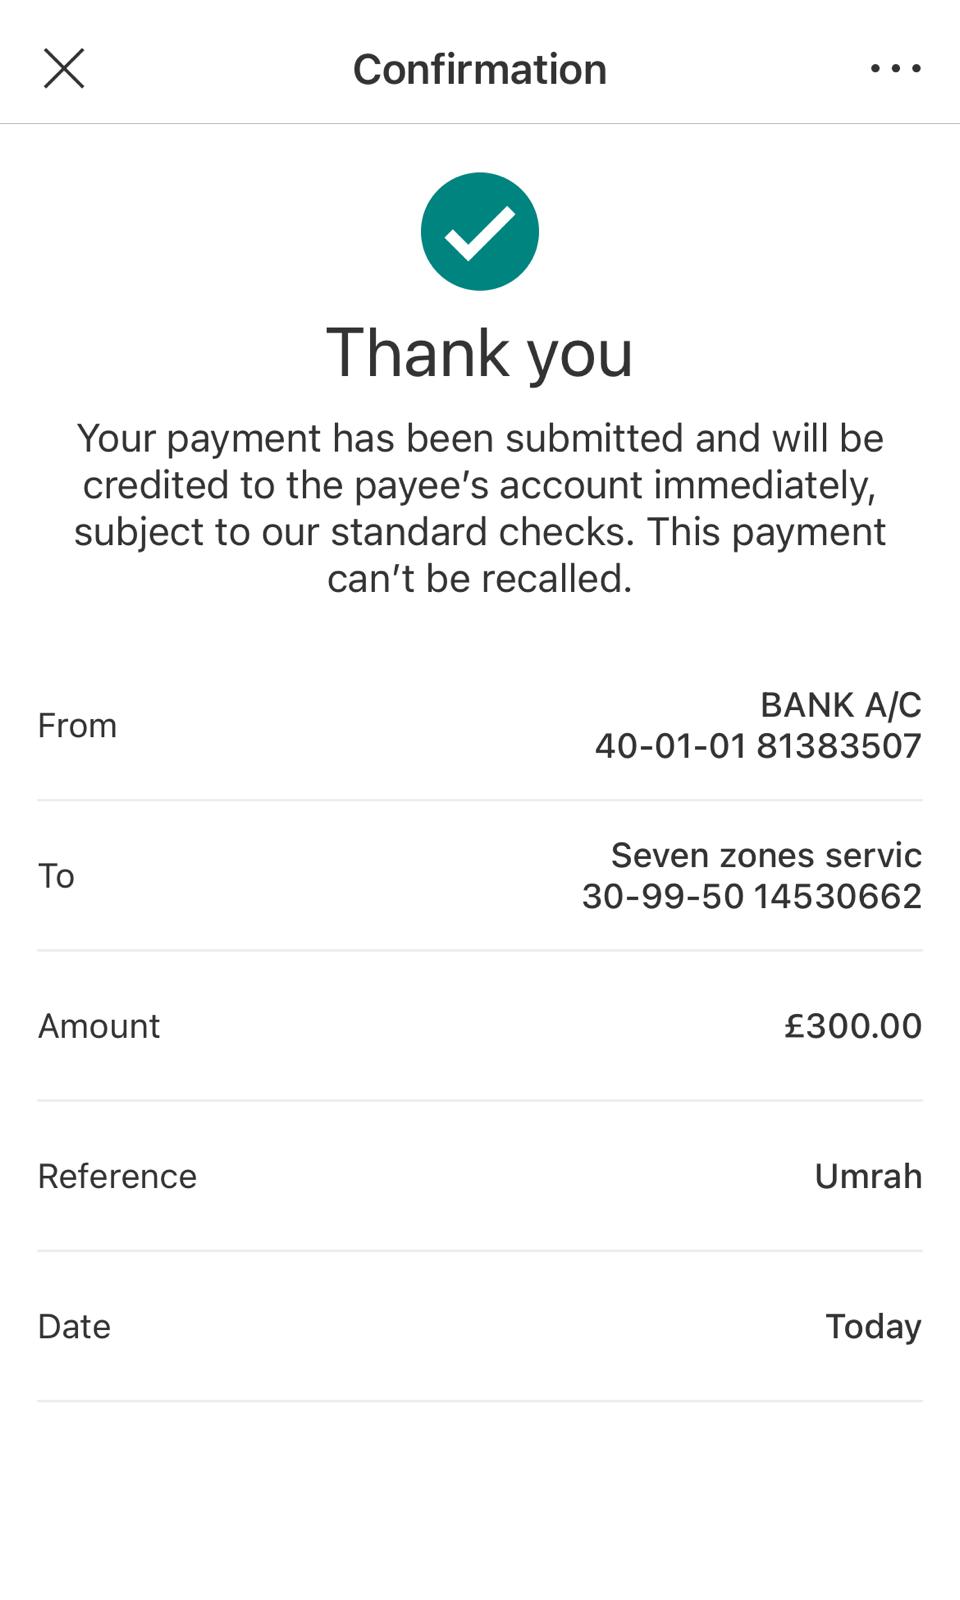 Confirmation
Thank you
Your payment has been submitted and will be
credited to the payee’s account immediately,
subject to our standard checks. This payment
can’t be recalled.
From
BANK A/C
40-01-01 81383507
To
Seven zones servic
30-99-50 14530662
Amount
£300.00
Reference
Umrah
Date
Today